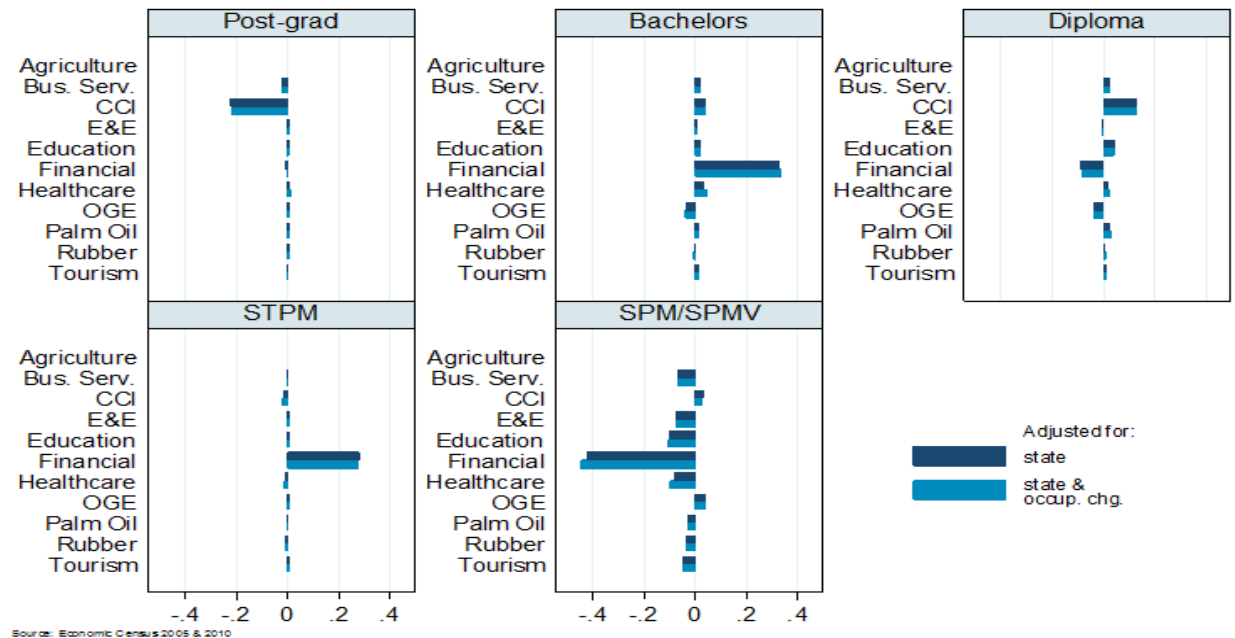 Post-grad
Agriculture
Bus. Serv.
CCI
E&E
Education
Financial
Healthcare
OGE
Palm Oil
Rubber
Tourism
Bachelors
Agriculture
Bus. Serv.
CCI
E&E
Education
Financial
Healthcare
OGE
Palm Oil
Rubber
Tourism
Diploma
Agriculture
Bus. Serv.
CCI
E&E
Education
Financial
Healthcare
OGE
Palm Oil
Rubber
Tourism
STPM
Agriculture
Bus. Serv.
CCI
E&E
Education
Financial
Healthcare
OGE
Palm Oil
Rubber
Tourism
-.4 -.2 0 .2 .4
SPM/SPMV
Agriculture
Bus. Serv.
CCI
E&E
Education
Financial
Healthcare
OGE
Palm Oil
Rubber
Tourism
-.4 -.2 0 .2 .4
Adjusted for:
state
state &
occup. chg.
Source: Economic Census 2005 & 2010